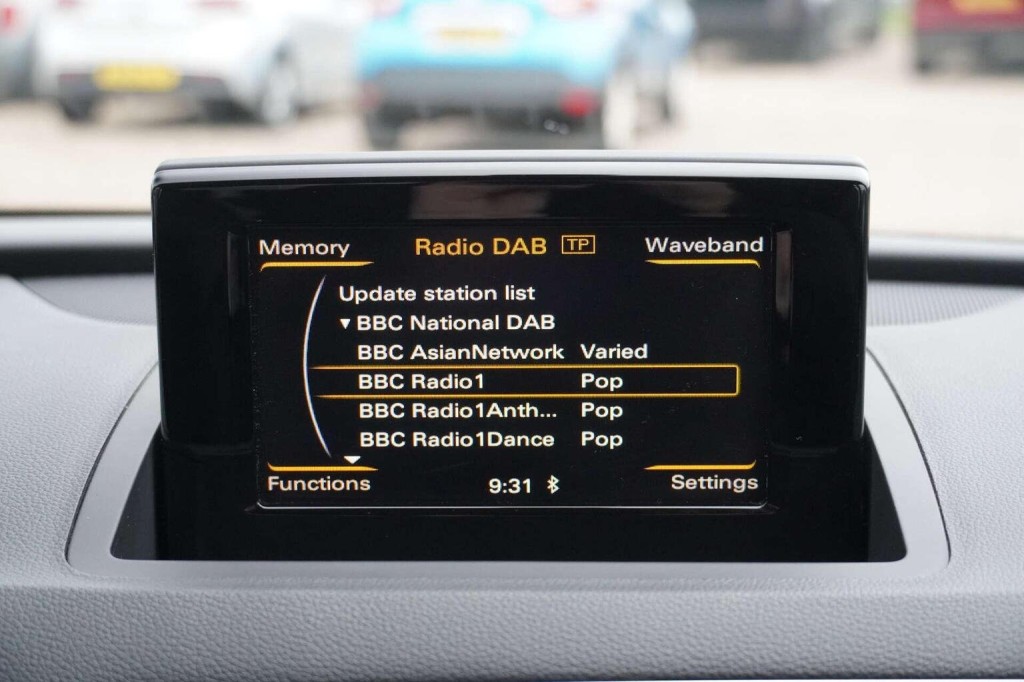 Memory Radio DAB TP Waveband
Update station list
▼ BBC National DAB
BBC AsianNetwork Varied
BBC Radio1 Pop
BBC Radio1Anth... Pop
BBC Radio1Dance Pop
Functions 9:31 Settings